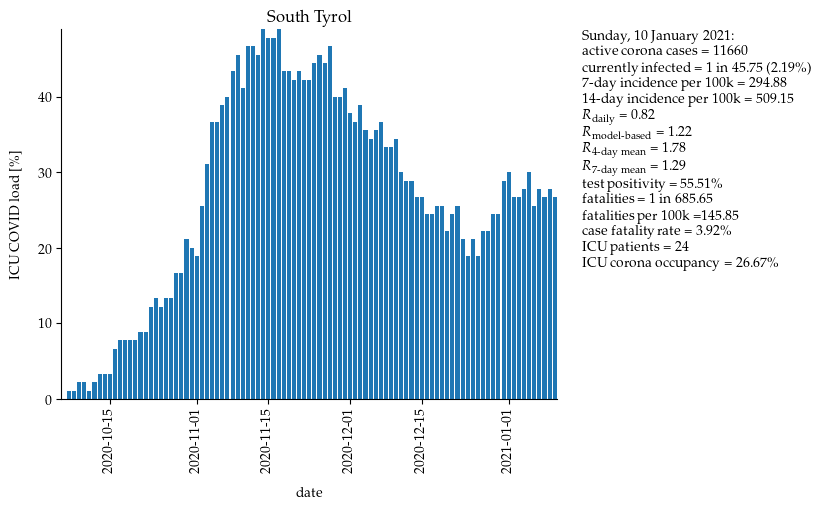 South Tyrol
ICU COVID load [%]
40
30
20
10
0
2020-10-15
2020-11-01
2020-11-15
2020-12-01
2020-12-15
2021-01-01
date
Sunday, 10 January 2021:
active corona cases = 11660
currently infected = 1 in 45.75 (2.19%)
7-day incidence per 100k = 294.88
14-day incidence per 100k = 509.15
R daily = 0.82
R model-based = 1.22
R 4-day mean = 1.78
R 7-day mean = 1.29
test positivity = 55.51%
fatalities = 1 in 685.65
fatalities per 100k =145.85
case fatality rate = 3.92%
ICU patients = 24
ICU corona occupancy = 26.67%